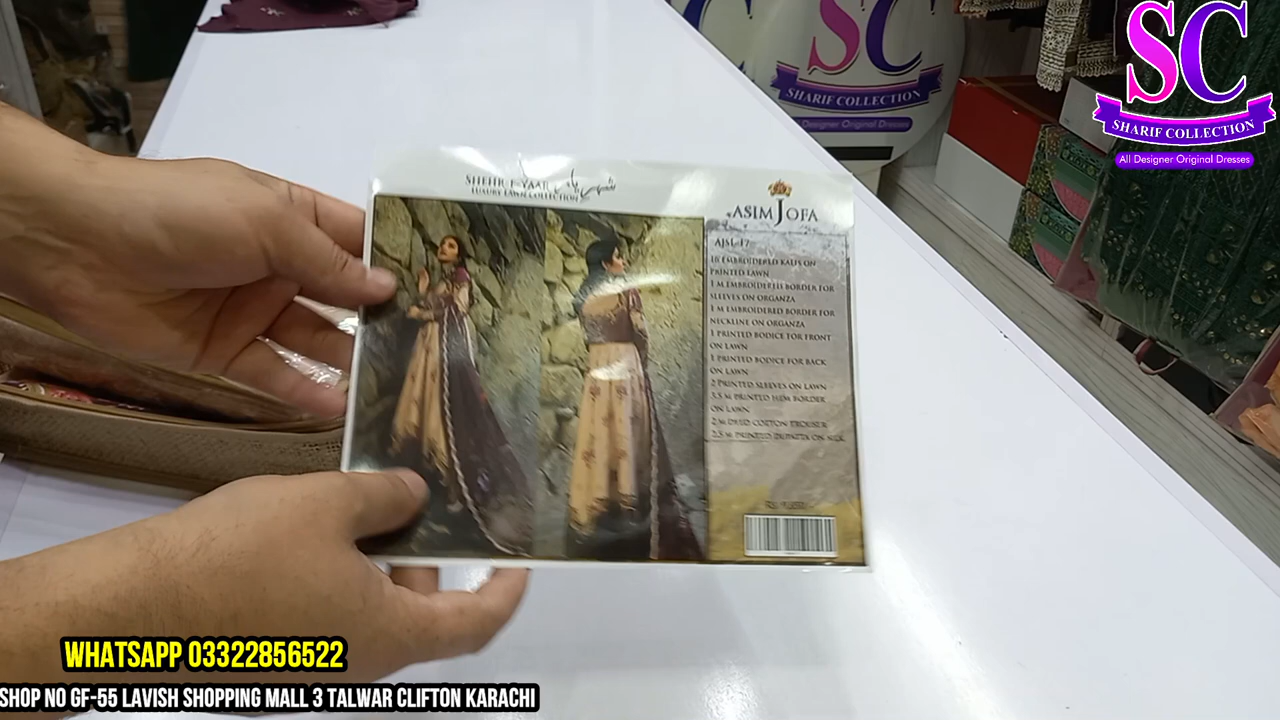 SC
SHARIF COLLECTION
All Designer Original Dresses
SC
SHARIF COLLECTION
Designer Original Dresses
LUXURY LAWN COLLECTION
ASIM JOFA
AJSL-17
16 EMBROIDERED KALIS ON
PRINTED LAWN
1 M EMBROIDERED BORDER FOR
SLEEVES ON ORGANZA
1 M EMBROIDERED BORDER FOR
NECKLINE ON ORGANZA
1 PRINTED BODICE FOR FRONT
ON LAWN
1 PRINTED BODICE FOR BACK
ON LAWN
2 PRINTED SLEEVES ON LAWN
3.5 M PRINTED HEM BORDER
ON LAWN
2 M DYED COTTON TROUSER
2.5 M PRINTED DUPATTA ON SILK
WHATSAPP 03322856522
SHOP NO GF-55 LAVISH SHOPPING MALL 3 TALWAR CLIFTON KARACHI